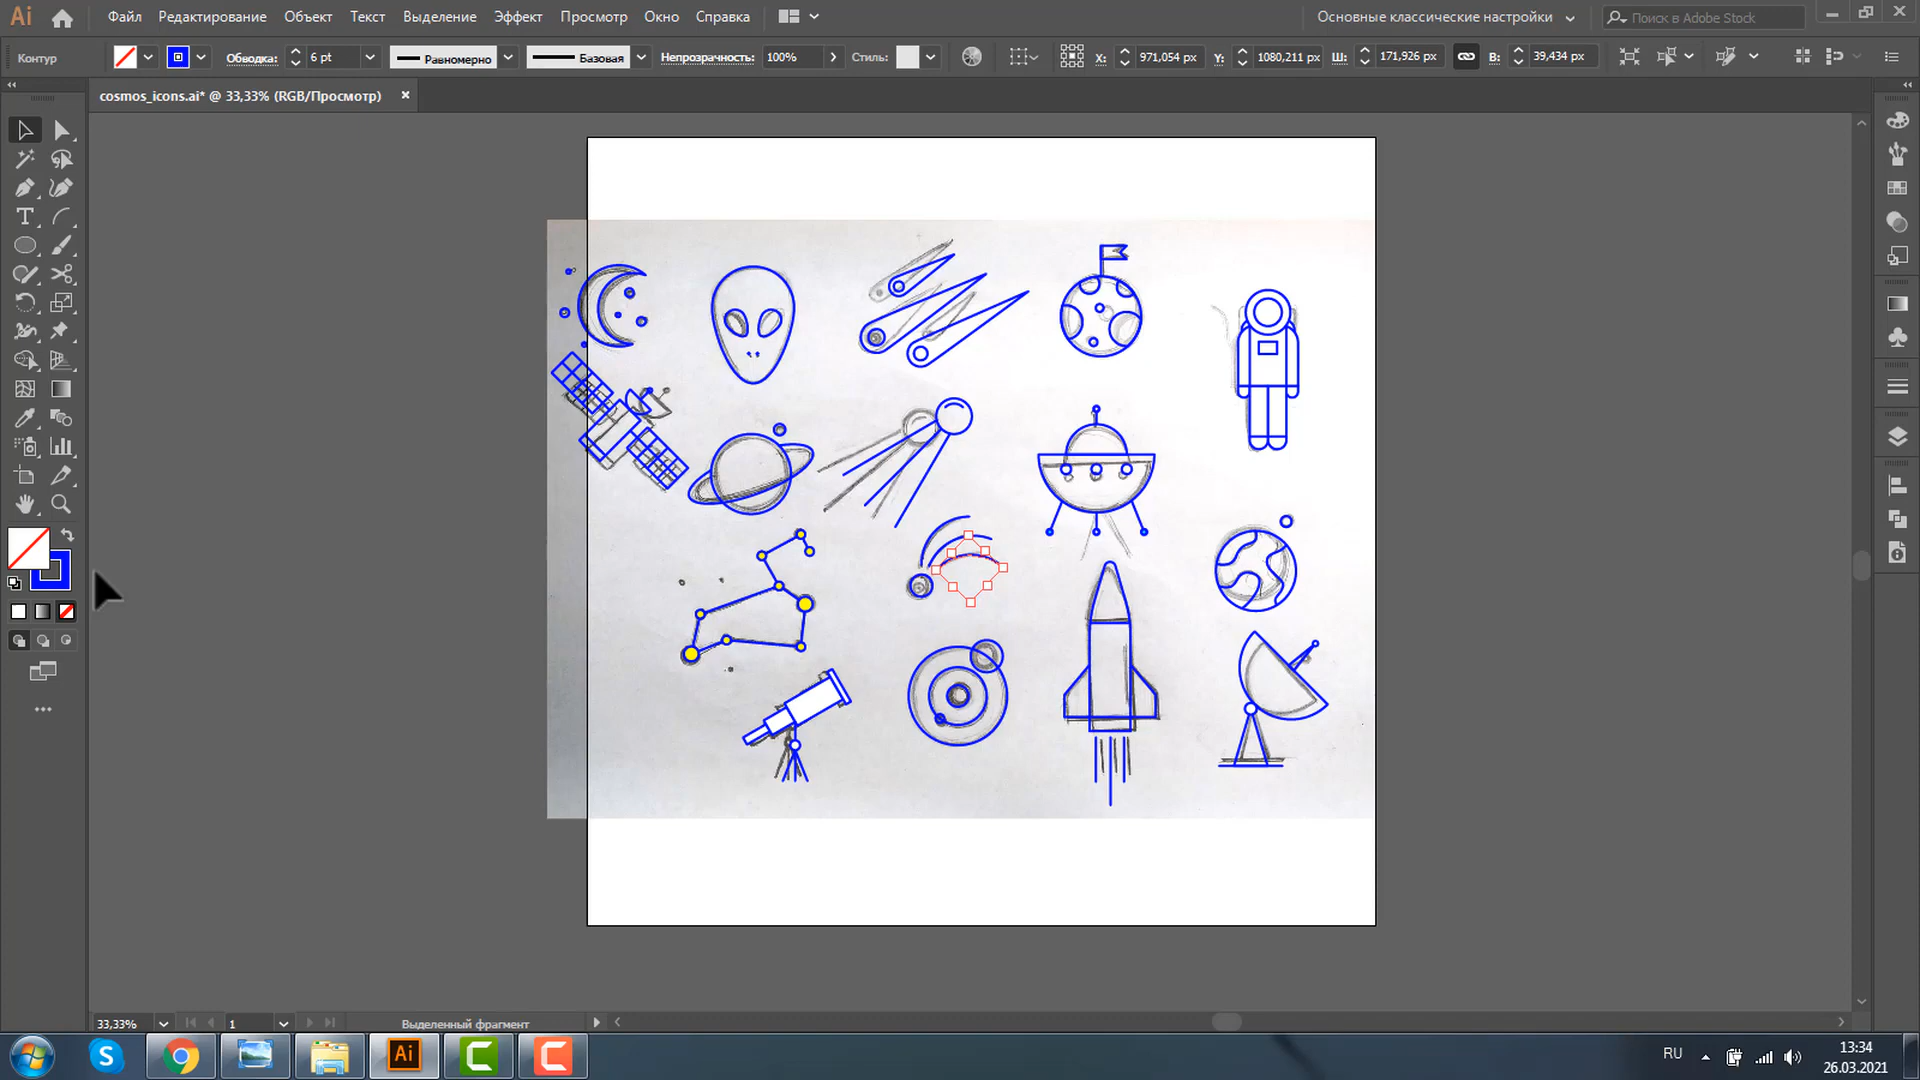 Ai Файл Редактирование Объект Текст Выделение Эффект Просмотр Окно Справка Основные классические настройки Поиск в Adobe Stock
Контур Обводка: 6 pt Равномерно Базовая Непрозрачность: 100% Стиль: X: 971,054 px Y: 1080,211 px Ш: 171,926 px В: 39,434 px
cosmos_icons.ai* @ 33,33% (RGB/Просмотр)
33,33% 1 Выделенный фрагмент
Ai RU 13:34
26.03.2021